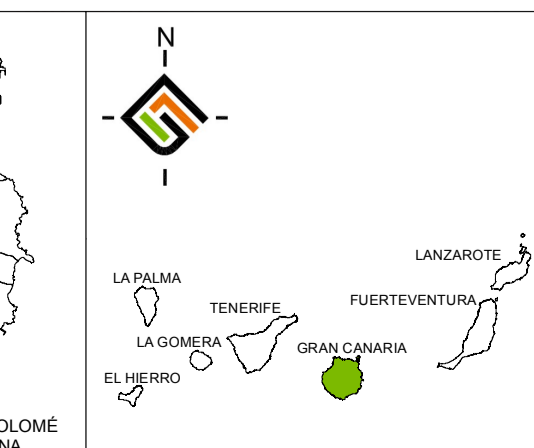 N
LANZAROTE
LA PALMA
FUERTEVENTURA
TENERIFE
LA GOMERA
GRAN CANARIA
EL HIERRO
OLOMÉ
NA